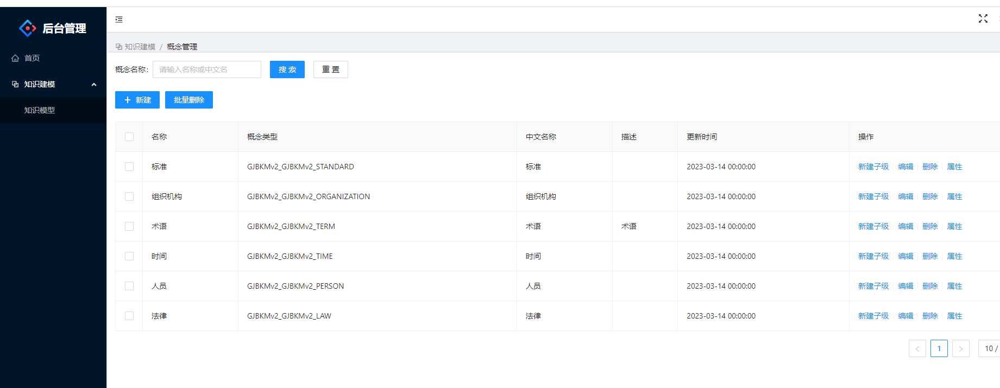 后台管理
首页
知识建模
知识模型
知识建模 / 概念管理
概念名称: 请输入名称或中文名 搜 索 重 置
+ 新建 批量删除
名称 概念类型 中文名称 描述 更新时间 操作
标准 GJBKMv2_GJBKMv2_STANDARD 标准 2023-03-14 00:00:00 新建子级 编辑 删除 属性
组织机构 GJBKMv2_GJBKMv2_ORGANIZATION 组织机构 2023-03-14 00:00:00 新建子级 编辑 删除 属性
术语 GJBKMv2_GJBKMv2_TERM 术语 术语 2023-03-14 00:00:00 新建子级 编辑 删除 属性
时间 GJBKMv2_GJBKMv2_TIME 时间 2023-03-14 00:00:00 新建子级 编辑 删除 属性
人员 GJBKMv2_GJBKMv2_PERSON 人员 2023-03-14 00:00:00 新建子级 编辑 删除 属性
法律 GJBKMv2_GJBKMv2_LAW 法律 2023-03-14 00:00:00 新建子级 编辑 删除 属性
< 1 > 10 /